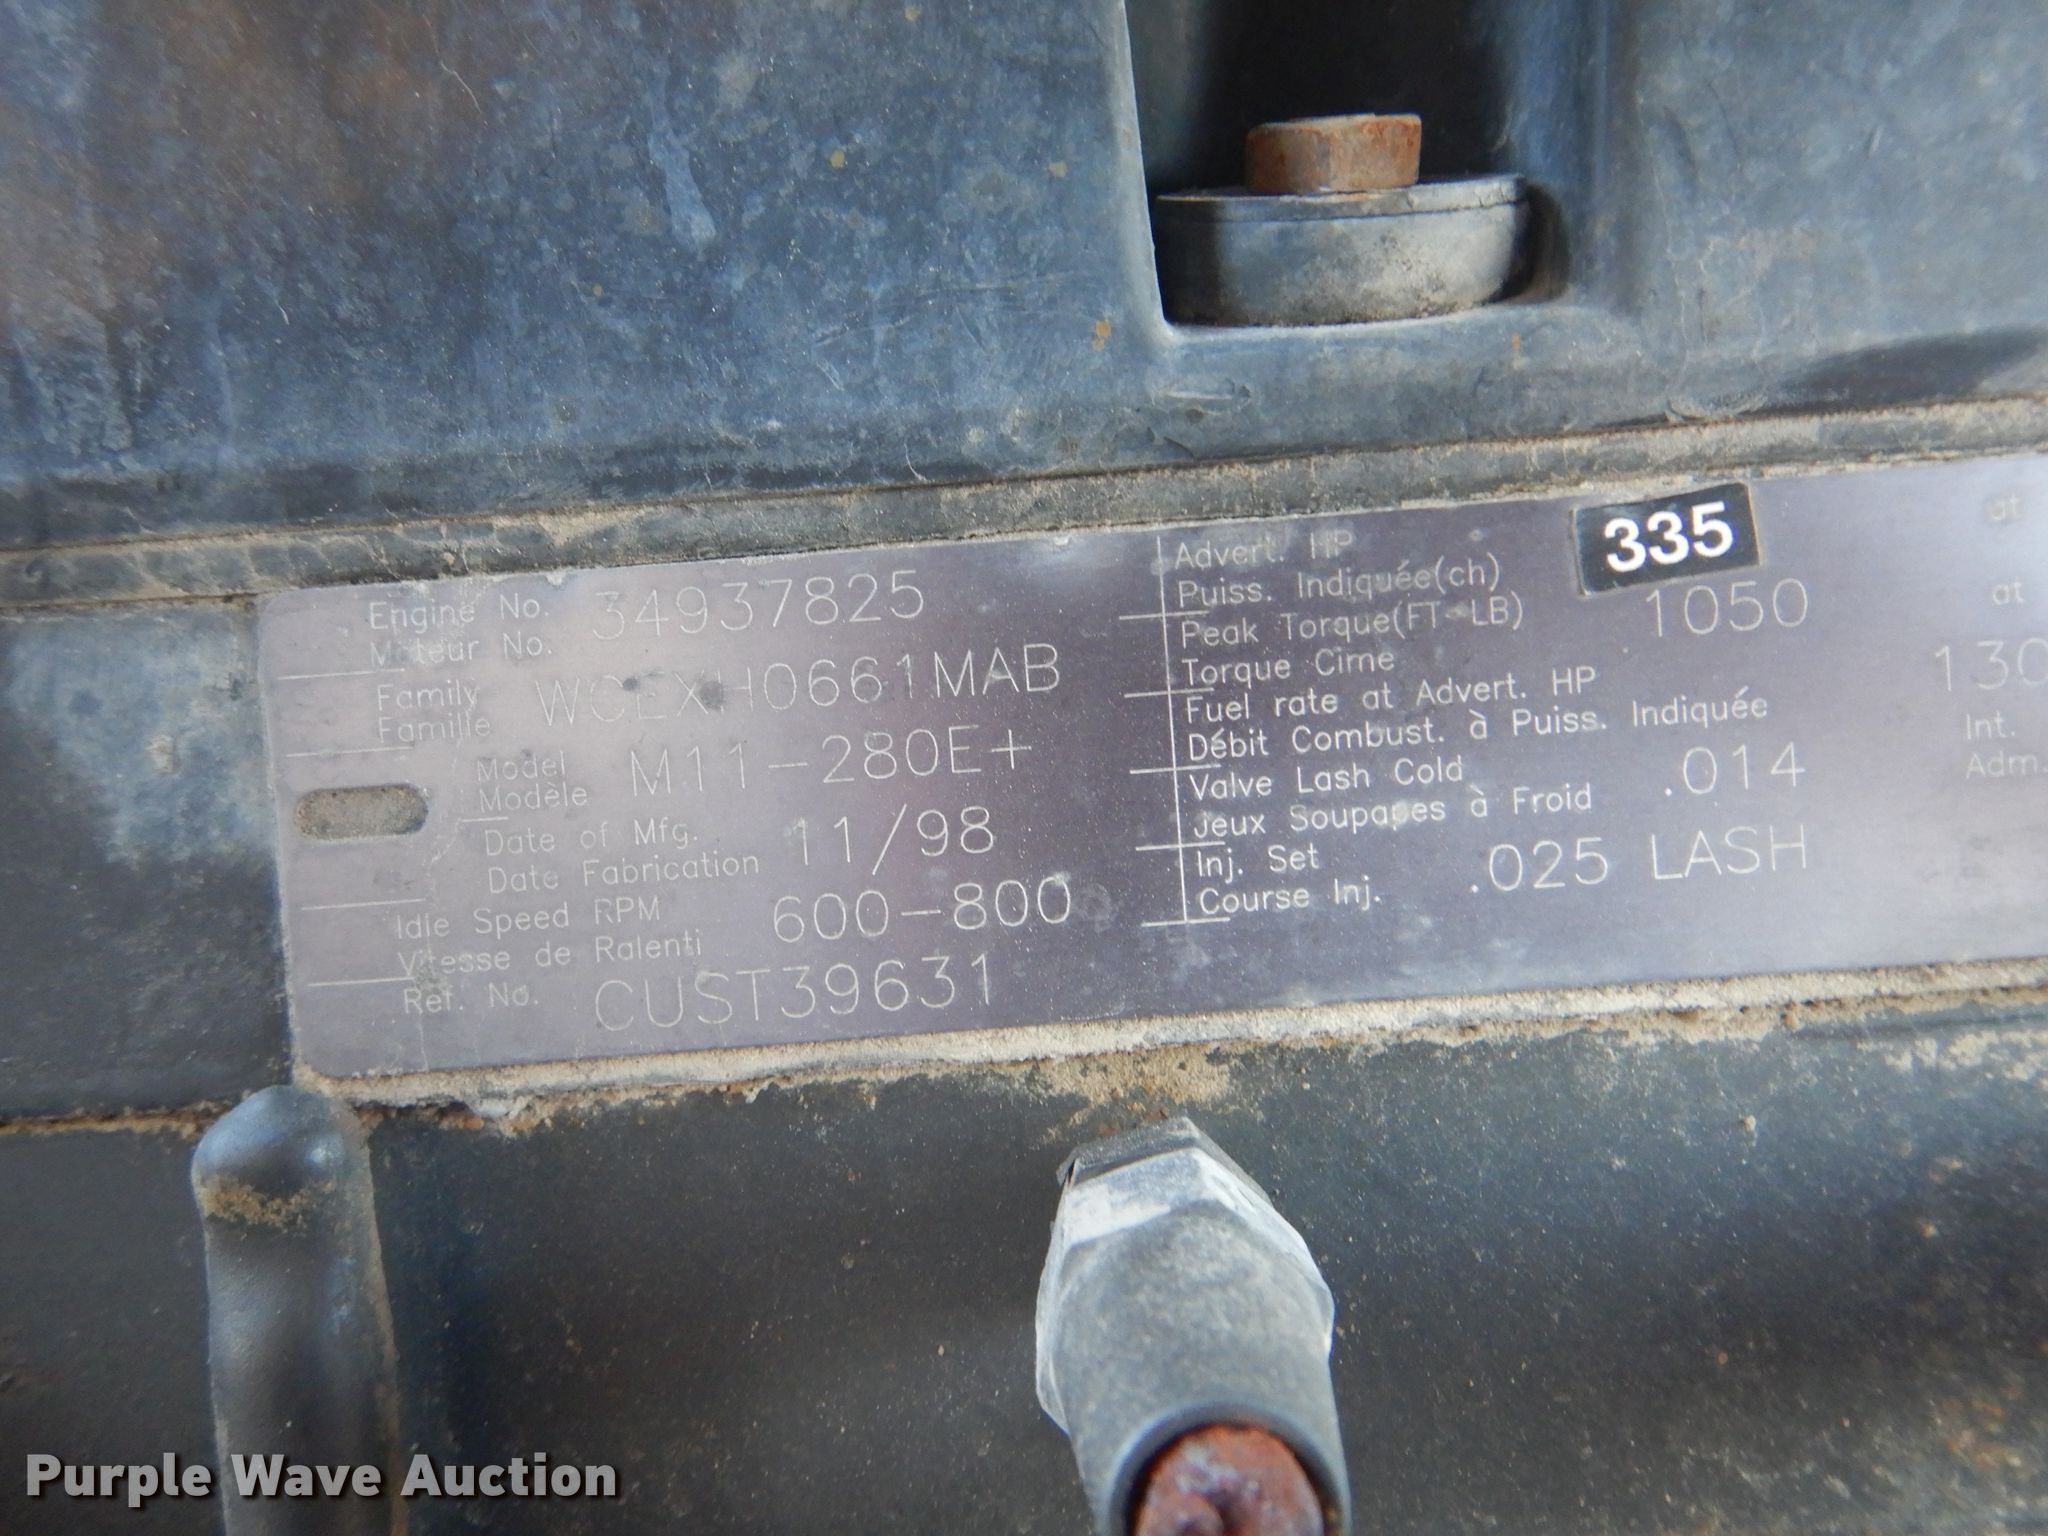 Engine No. 34937825
Moteur No.
Family WCEXH0661MAB
Famille
Model M11-280E+
Modèle
Date of Mfg. 11/98
Date Fabrication
Idle Speed RPM 600-800
Vitesse de Ralenti
Ref. No. CUST39631
Advert. HP 335 at
Puiss. Indiquée(ch)
Peak Torque(FT-LB) 1050 at
Torque Cime
Fuel rate at Advert. HP 130
Débit Combust. à Puiss. Indiquée
Valve Lash Cold .014 Int.
Jeux Soupapes à Froid Adm.
Inj. Set .025 LASH
Course Inj.
Purple Wave Auction